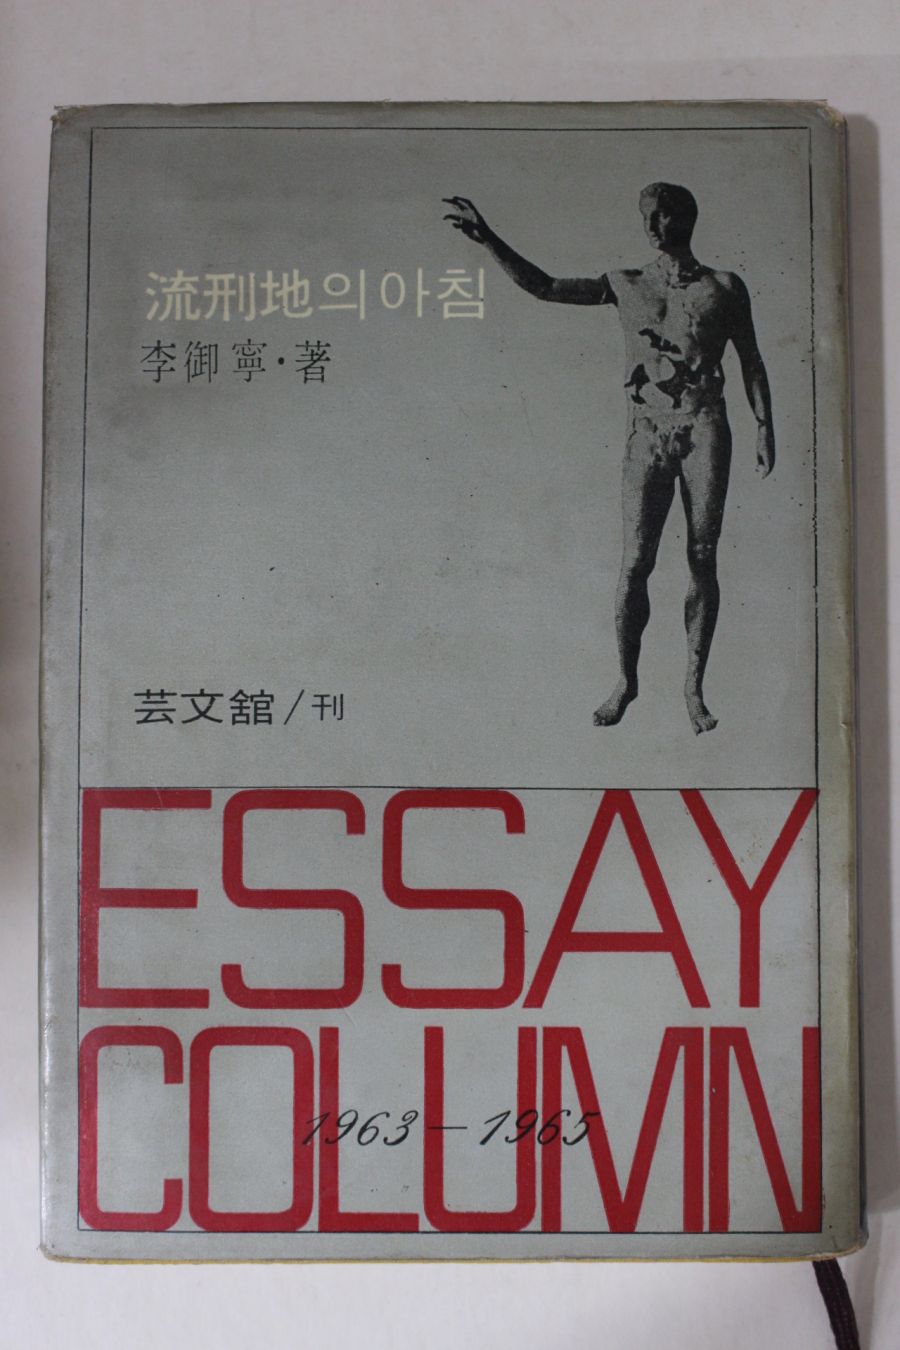 流刑地의아침
李御寧·著
芸文舘/刊
ESSAY
COLUMN
1963-1965